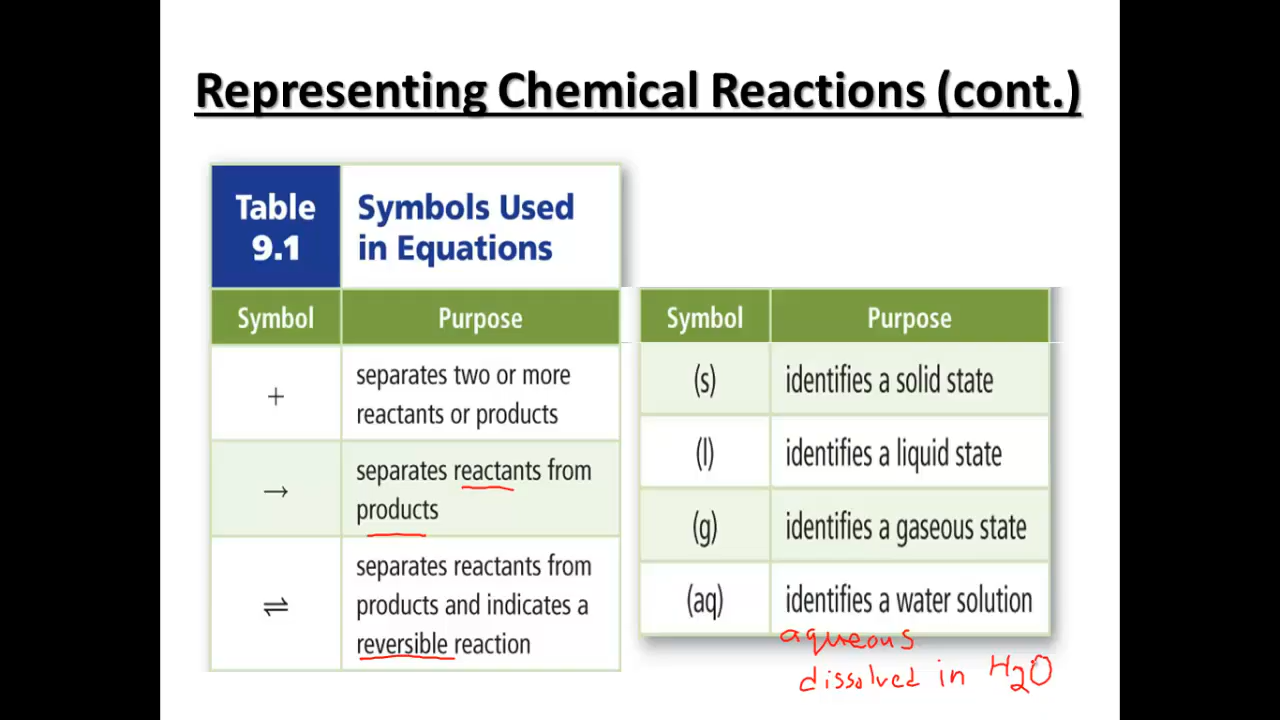 Representing Chemical Reactions (cont.)
Table
9.1
Symbols Used
in Equations
Symbol Purpose
+ separates two or more
reactants or products
→ separates reactants from
products
⇌ separates reactants from
products and indicates a
reversible reaction
Symbol Purpose
(s) identifies a solid state
(l) identifies a liquid state
(g) identifies a gaseous state
(aq) identifies a water solution
aqueous
dissolved in H2O